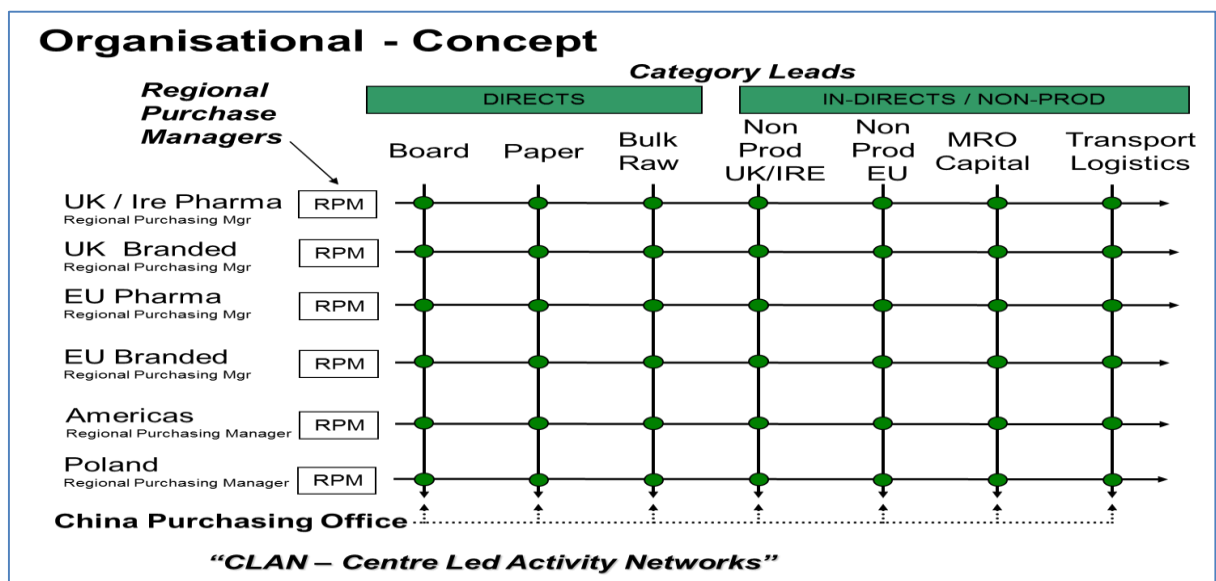 Organisational - Concept
Category Leads
Regional
Purchase
Managers
DIRECTS
IN-DIRECTS / NON-PROD
Board
Paper
Bulk
Raw
Non
Prod
UK/IRE
Non
Prod
EU
MRO
Capital
Transport
Logistics
UK / Ire Pharma
Regional Purchasing Mgr
RPM
UK Branded
Regional Purchasing Mgr
RPM
EU Pharma
Regional Purchasing Mgr
RPM
EU Branded
Regional Purchasing Mgr
RPM
Americas
Regional Purchasing Manager
RPM
Poland
Regional Purchasing Manager
RPM
China Purchasing Office
“CLAN – Centre Led Activity Networks”